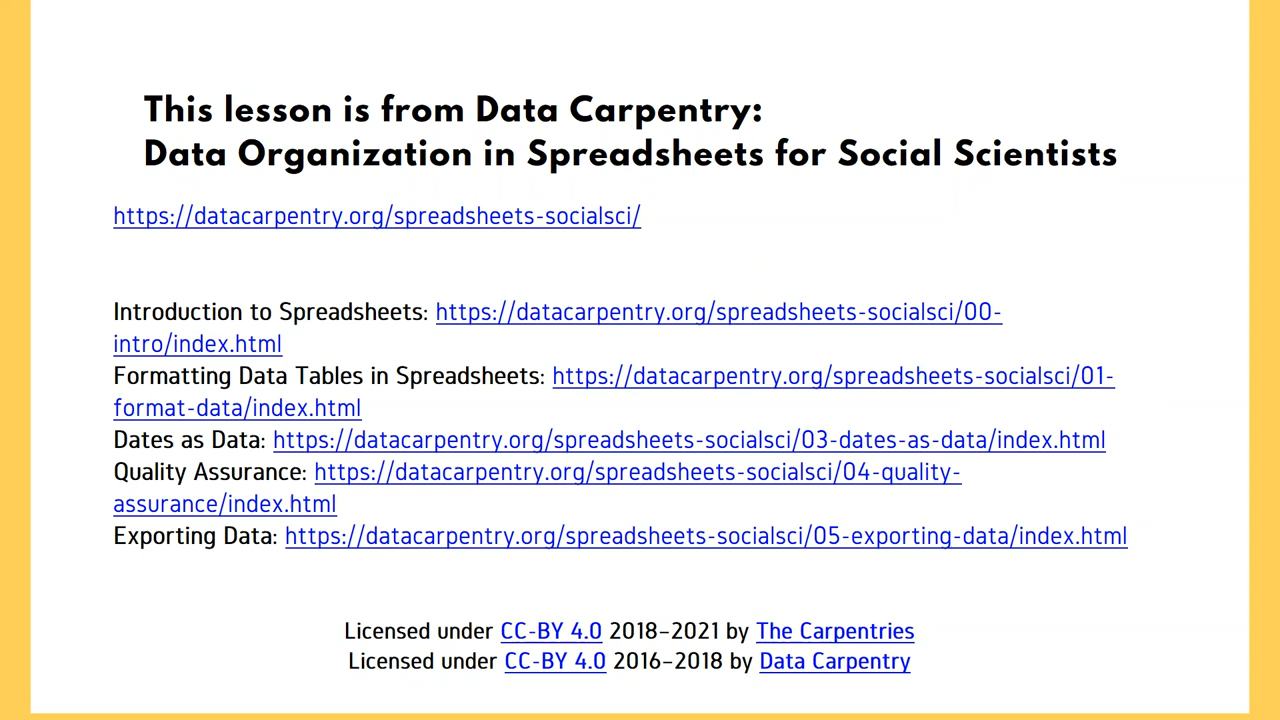 This lesson is from Data Carpentry:
Data Organization in Spreadsheets for Social Scientists
https://datacarpentry.org/spreadsheets-socialsci/
Introduction to Spreadsheets: https://datacarpentry.org/spreadsheets-socialsci/00-
intro/index.html
Formatting Data Tables in Spreadsheets: https://datacarpentry.org/spreadsheets-socialsci/01-
format-data/index.html
Dates as Data: https://datacarpentry.org/spreadsheets-socialsci/03-dates-as-data/index.html
Quality Assurance: https://datacarpentry.org/spreadsheets-socialsci/04-quality-
assurance/index.html
Exporting Data: https://datacarpentry.org/spreadsheets-socialsci/05-exporting-data/index.html
Licensed under CC-BY 4.0 2018–2021 by The Carpentries
Licensed under CC-BY 4.0 2016–2018 by Data Carpentry